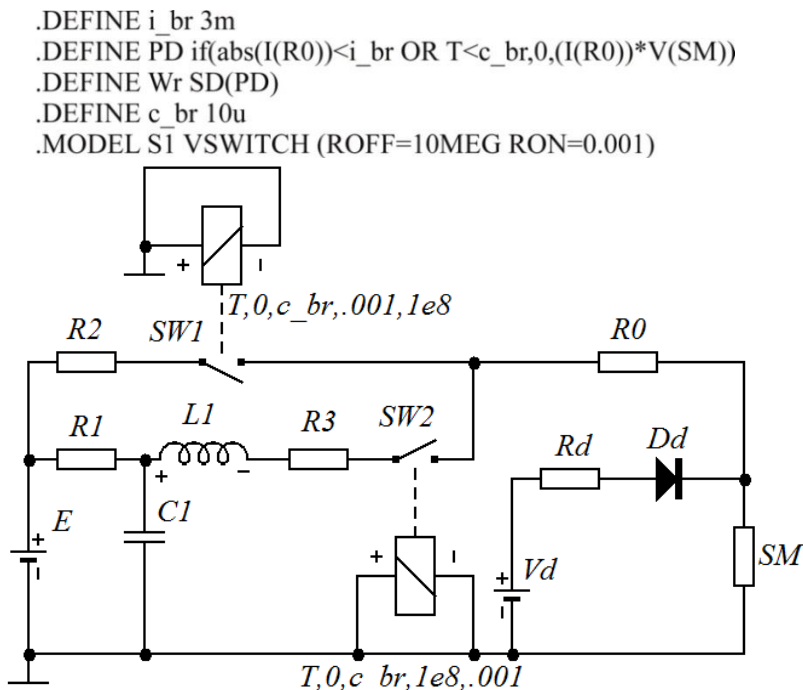 .DEFINE i_br 3m
.DEFINE PD if(abs(I(R0))<i_br OR T<c_br,0,(I(R0))*V(SM))
.DEFINE Wr SD(PD)
.DEFINE c_br 10u
.MODEL S1 VSWITCH (ROFF=10MEG RON=0.001)
+ I
T,0,c_br,.001,1e8
R2 SW1 R0
R1 L1 R3 SW2
+ −
Rd Dd
E C1
+ I
+ I
+ Vd I
SM
T,0,c_br,1e8,.001